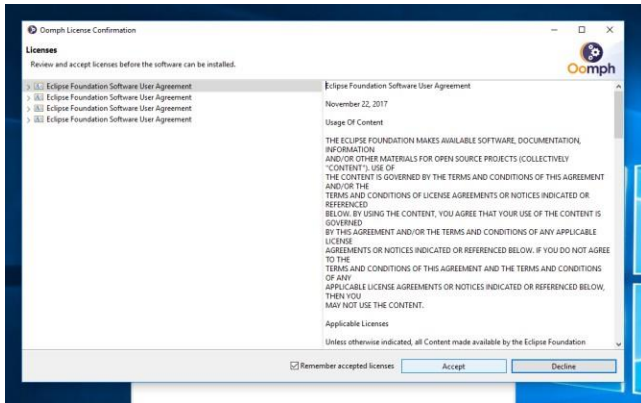 Oomph License Confirmation
Licenses
Review and accept licenses before the software can be installed.
Oomph
Eclipse Foundation Software User Agreement
Eclipse Foundation Software User Agreement
Eclipse Foundation Software User Agreement
Eclipse Foundation Software User Agreement
Eclipse Foundation Software User Agreement
November 22, 2017
Usage Of Content
THE ECLIPSE FOUNDATION MAKES AVAILABLE SOFTWARE, DOCUMENTATION,
INFORMATION
AND/OR OTHER MATERIALS FOR OPEN SOURCE PROJECTS (COLLECTIVELY
"CONTENT"). USE OF
THE CONTENT IS GOVERNED BY THE TERMS AND CONDITIONS OF THIS AGREEMENT
AND/OR THE
TERMS AND CONDITIONS OF LICENSE AGREEMENTS OR NOTICES INDICATED OR
REFERENCED
BELOW. BY USING THE CONTENT, YOU AGREE THAT YOUR USE OF THE CONTENT IS
GOVERNED
BY THIS AGREEMENT AND/OR THE TERMS AND CONDITIONS OF ANY APPLICABLE
LICENSE
AGREEMENTS OR NOTICES INDICATED OR REFERENCED BELOW. IF YOU DO NOT AGREE
TO THE
TERMS AND CONDITIONS OF THIS AGREEMENT AND THE TERMS AND CONDITIONS
OF ANY
APPLICABLE LICENSE AGREEMENTS OR NOTICES INDICATED OR REFERENCED BELOW,
THEN YOU
MAY NOT USE THE CONTENT.
Applicable Licenses
Unless otherwise indicated, all Content made available by the Eclipse Foundation
Remember accepted licenses
Accept
Decline